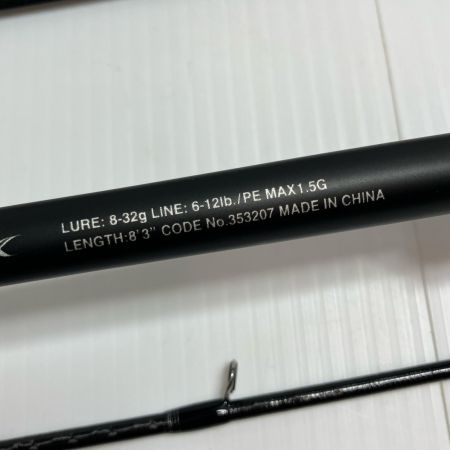 LURE: 8-32g LINE: 6-12lb./PE MAX1.5G
LENGTH:8'3" CODE No.353207 MADE IN CHINA